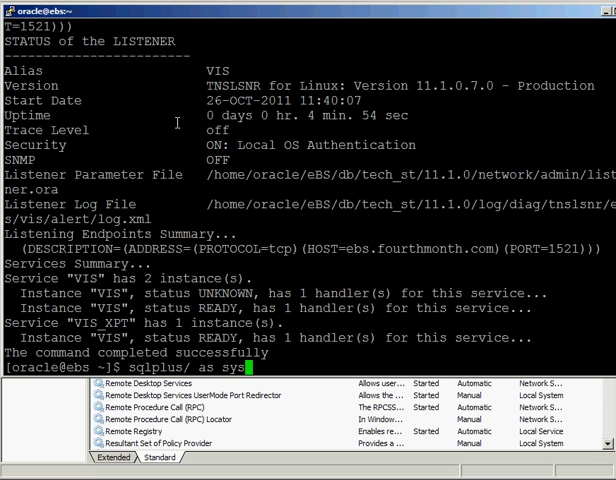 oracle@ebs:~
T=1521)))
STATUS of the LISTENER
------------------------
Alias                     VIS
Version                   TNSLSNR for Linux: Version 11.1.0.7.0 - Production
Start Date                26-OCT-2011 11:40:07
Uptime                    0 days 0 hr. 4 min. 54 sec
Trace Level               off
Security                  ON: Local OS Authentication
SNMP                      OFF
Listener Parameter File   /home/oracle/eBS/db/tech_st/11.1.0/network/admin/list
ner.ora
Listener Log File         /home/oracle/eBS/db/tech_st/11.1.0/log/diag/tnslsnr/e
s/vis/alert/log.xml
Listening Endpoints Summary...
  (DESCRIPTION=(ADDRESS=(PROTOCOL=tcp)(HOST=ebs.fourthmonth.com)(PORT=1521)))
Services Summary...
Service "VIS" has 2 instance(s).
  Instance "VIS", status UNKNOWN, has 1 handler(s) for this service...
  Instance "VIS", status READY, has 1 handler(s) for this service...
Service "VIS_XPT" has 1 instance(s).
  Instance "VIS", status READY, has 1 handler(s) for this service...
The command completed successfully
[oracle@ebs ~]$ sqlplus/ as sys
Remote Desktop Services Allows user... Started Automatic Network S...
Remote Desktop Services UserMode Port Redirector Allows the r... Started Manual Local System
Remote Procedure Call (RPC) The RPCSS... Started Automatic Network S...
Remote Procedure Call (RPC) Locator In Window... Manual Network S...
Remote Registry Enables re... Started Automatic Local Service
Resultant Set of Policy Provider Provides a ... Manual Local System
Extended Standard